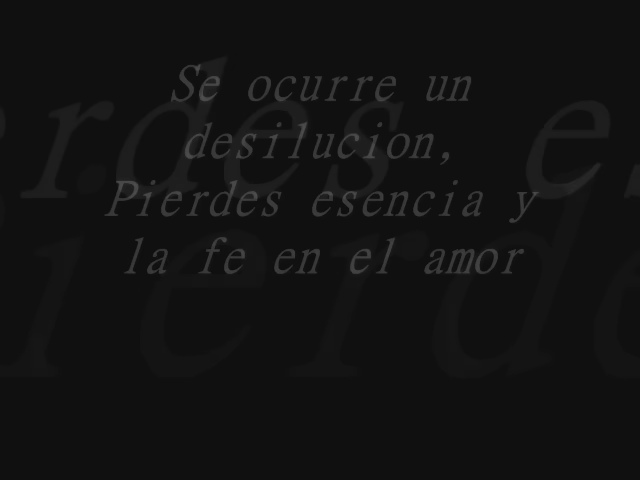 Se ocurre un
desilucion,
Pierdes esencia y
la fe en el amor